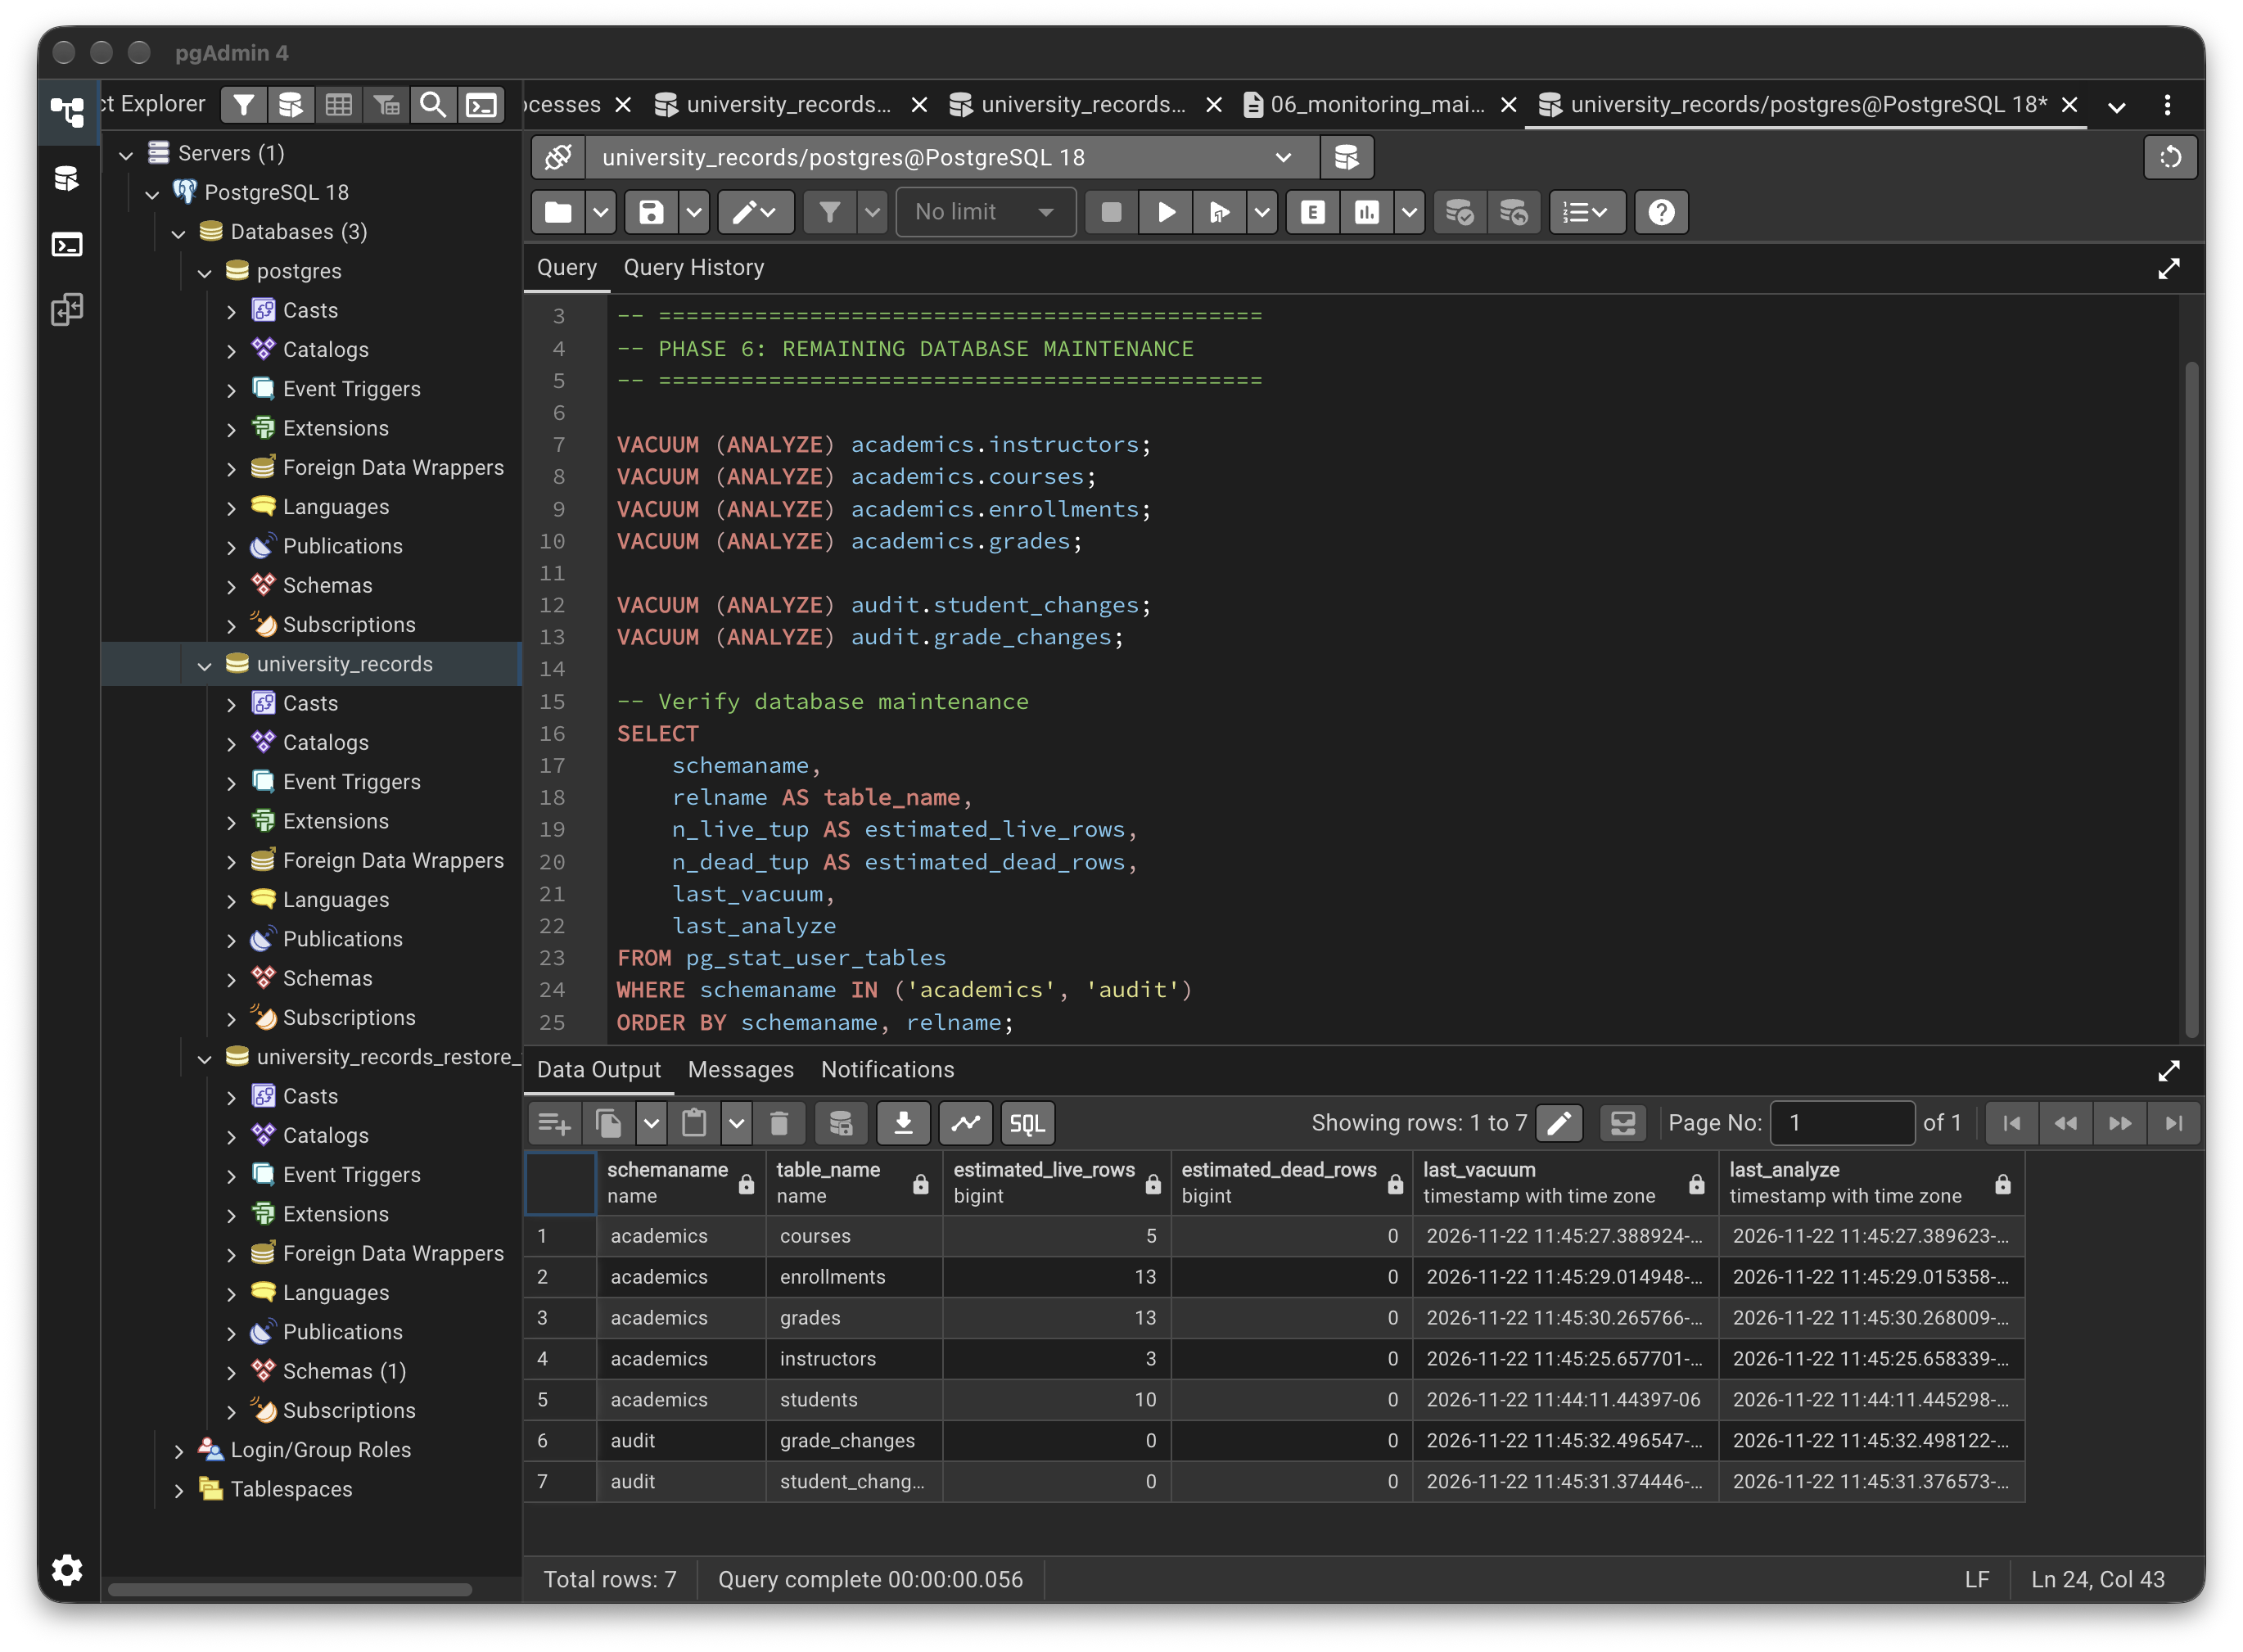 pgAdmin 4
ct Explorer
ocesses
university_records...
university_records...
06_monitoring_mai...
university_records/postgres@PostgreSQL 18*
Servers (1)
PostgreSQL 18
Databases (3)
postgres
Casts
Catalogs
Event Triggers
Extensions
Foreign Data Wrappers
Languages
Publications
Schemas
Subscriptions
university_records
Casts
Catalogs
Event Triggers
Extensions
Foreign Data Wrappers
Languages
Publications
Schemas
Subscriptions
university_records_restore_
Casts
Catalogs
Event Triggers
Extensions
Foreign Data Wrappers
Languages
Publications
Schemas (1)
Subscriptions
Login/Group Roles
Tablespaces
university_records/postgres@PostgreSQL 18
No limit
E
Query Query History
3 -- ============================================
4 -- PHASE 6: REMAINING DATABASE MAINTENANCE
5 -- ============================================
6
7 VACUUM (ANALYZE) academics.instructors;
8 VACUUM (ANALYZE) academics.courses;
9 VACUUM (ANALYZE) academics.enrollments;
10 VACUUM (ANALYZE) academics.grades;
11
12 VACUUM (ANALYZE) audit.student_changes;
13 VACUUM (ANALYZE) audit.grade_changes;
14
15 -- Verify database maintenance
16 SELECT
17 schemaname,
18 relname AS table_name,
19 n_live_tup AS estimated_live_rows,
20 n_dead_tup AS estimated_dead_rows,
21 last_vacuum,
22 last_analyze
23 FROM pg_stat_user_tables
24 WHERE schemaname IN ('academics', 'audit')
25 ORDER BY schemaname, relname;
Data Output Messages Notifications
SQL
Showing rows: 1 to 7
Page No: 1 of 1
schemaname table_name estimated_live_rows estimated_dead_rows last_vacuum last_analyze
name name bigint bigint timestamp with time zone timestamp with time zone
1 academics courses 5 0 2026-11-22 11:45:27.388924-... 2026-11-22 11:45:27.389623-...
2 academics enrollments 13 0 2026-11-22 11:45:29.014948-... 2026-11-22 11:45:29.015358-...
3 academics grades 13 0 2026-11-22 11:45:30.265766-... 2026-11-22 11:45:30.268009-...
4 academics instructors 3 0 2026-11-22 11:45:25.657701-... 2026-11-22 11:45:25.658339-...
5 academics students 10 0 2026-11-22 11:44:11.44397-06 2026-11-22 11:44:11.445298-...
6 audit grade_changes 0 0 2026-11-22 11:45:32.496547-... 2026-11-22 11:45:32.498122-...
7 audit student_chang... 0 0 2026-11-22 11:45:31.374446-... 2026-11-22 11:45:31.376573-...
Total rows: 7 Query complete 00:00:00.056 LF Ln 24, Col 43